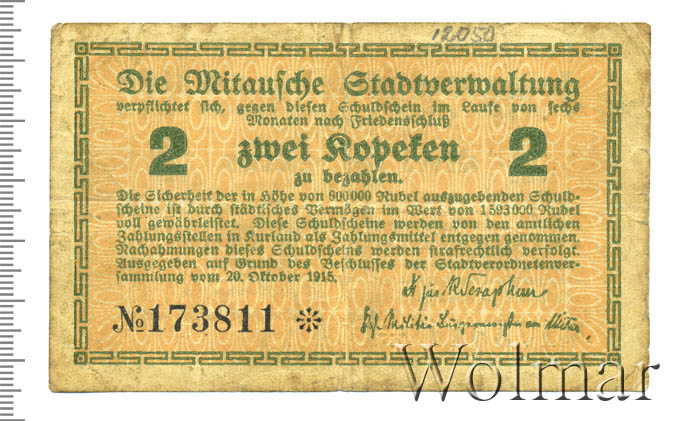 12050
Die Mitausche Stadtverwaltung
verpflichtet sich, gegen diesen Schuldschein im Laufe von sechs
Monaten nach Friedensschluß
2 zwei Kopeken 2
zu bezahlen.
Die Sicherheit der in Höhe von 800000 Rubel auszugebenden Schuld-
scheine ist durch städtisches Vermögen im Wert von 1593000 Rubel
voll gewährleistet. Diese Schuldscheine werden von den amtlichen
Zahlungsstellen in Kurland als Zahlungsmittel entgegen genommen.
Nachahmungen dieses Schuldscheins werden strafrechtlich verfolgt.
Ausgegeben auf Grund des Beschlusses der Stadtverordnetenver-
sammlung vom 20. Oktober 1915.
№173811 ※
Wolmar